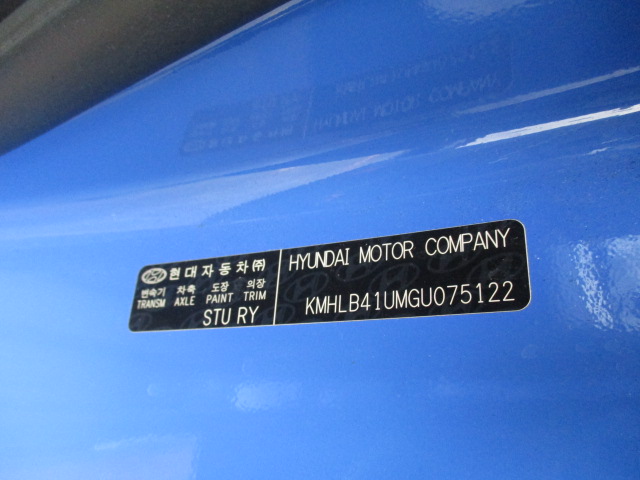 현대자동차㈜
변속기 차축 도장 의장
TRANSM AXLE PAINT TRIM
STU RY
HYUNDAI MOTOR COMPANY
KMHLB41UMGU075122